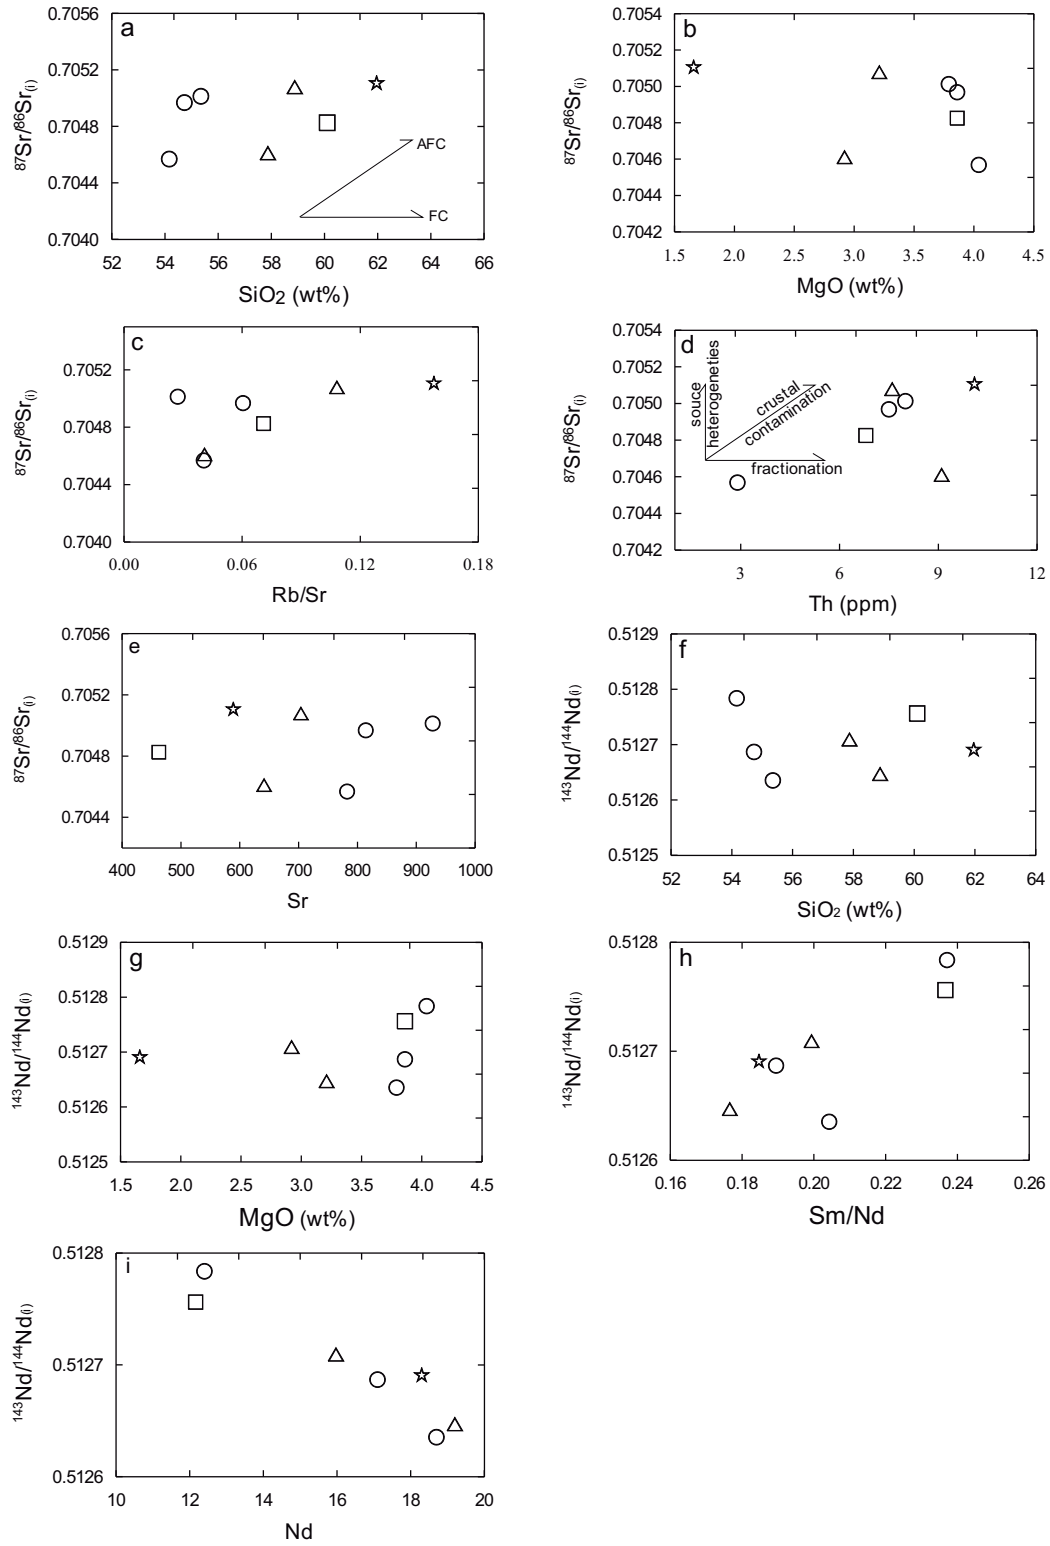 a
0.7056
0.7052
0.7048
0.7044
0.7040
87Sr/86Sr(i)
AFC
FC
52 54 56 58 60 62 64 66
SiO2 (wt%)
b
0.7054
0.7052
0.7050
0.7048
0.7046
0.7044
0.7042
87Sr/86Sr(i)
1.5 2.0 2.5 3.0 3.5 4.0 4.5
MgO (wt%)
c
0.7052
0.7048
0.7044
0.7040
87Sr/86Sr(i)
0.00 0.06 0.12 0.18
Rb/Sr
d
0.7054
0.7052
0.7050
0.7048
0.7046
0.7044
0.7042
87Sr/86Sr(i)
souce
heterogeneties
crustal
contamination
fractionation
3 6 9 12
Th (ppm)
e
0.7056
0.7052
0.7048
0.7044
87Sr/86Sr(i)
400 500 600 700 800 900 1000
Sr
f
0.5129
0.5128
0.5127
0.5126
0.5125
143Nd/144Nd(i)
52 54 56 58 60 62 64
SiO2 (wt%)
g
0.5129
0.5128
0.5127
0.5126
0.5125
143Nd/144Nd(i)
1.5 2.0 2.5 3.0 3.5 4.0 4.5
MgO (wt%)
h
0.5128
0.5127
0.5126
143Nd/144Nd(i)
0.16 0.18 0.20 0.22 0.24 0.26
Sm/Nd
i
0.5128
0.5127
0.5126
143Nd/144Nd(i)
10 12 14 16 18 20
Nd